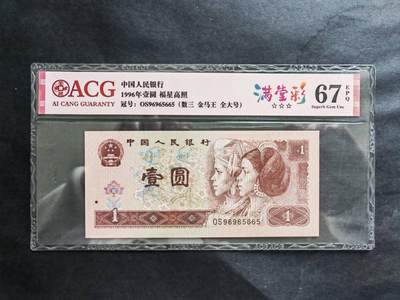 ACG
AI CANG GUARANTY
中国人民银行
1996年壹圆 福星高照
冠号：OS96965665（数三 金马王 全大号）
满堂彩
67 EPQ
Superb Gem Unc
中国人民银行
壹圆
1
1
1
OS96965665